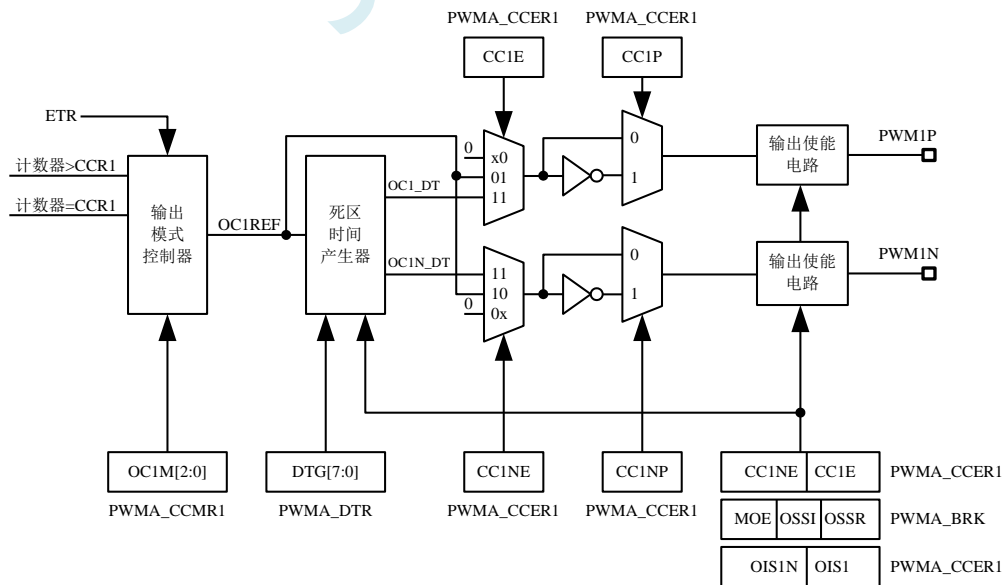 PWMA_CCER1
PWMA_CCER1
CC1E
CC1P
ETR
计数器>CCR1
计数器=CCR1
输出
模式
控制器
OC1REF
死区
时间
产生器
OC1_DT
OC1N_DT
0
x0
01
11
0
1
输出使能
电路
PWM1P
11
10
0x
0
0
1
输出使能
电路
PWM1N
OC1M[2:0]
PWMA_CCMR1
DTG[7:0]
PWMA_DTR
CC1NE
PWMA_CCER1
CC1NP
PWMA_CCER1
CC1NE CC1E PWMA_CCER1
MOE OSSI OSSR PWMA_BRK
OIS1N OIS1 PWMA_CCER1